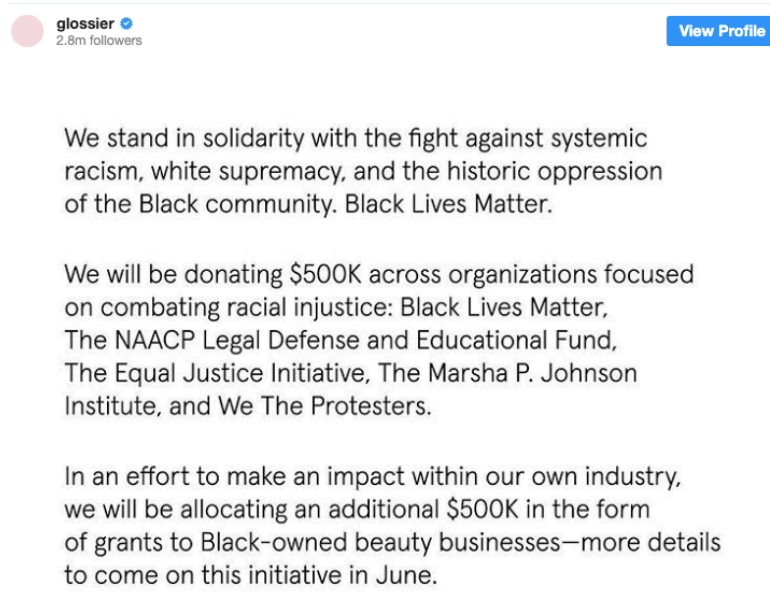 glossier
2.8m followers
View Profile
We stand in solidarity with the fight against systemic
racism, white supremacy, and the historic oppression
of the Black community. Black Lives Matter.
We will be donating $500K across organizations focused
on combating racial injustice: Black Lives Matter,
The NAACP Legal Defense and Educational Fund,
The Equal Justice Initiative, The Marsha P. Johnson
Institute, and We The Protesters.
In an effort to make an impact within our own industry,
we will be allocating an additional $500K in the form
of grants to Black-owned beauty businesses—more details
to come on this initiative in June.